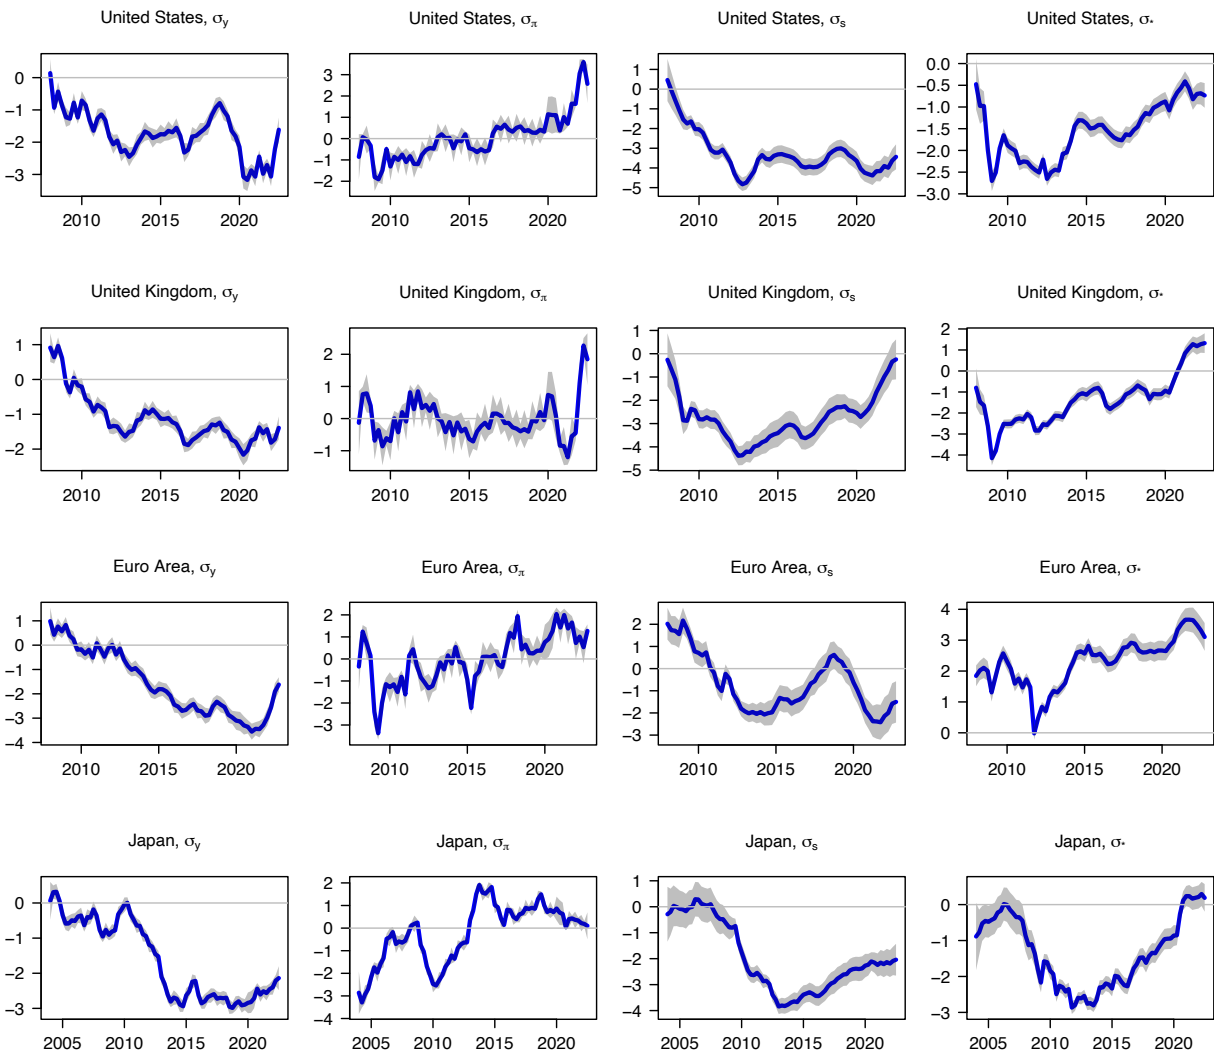 United States, σy
United States, σπ
United States, σs
United States, σ*
0
−1
−2
−3
2010 2015 2020
3
2
1
0
−1
−2
2010 2015 2020
1
0
−1
−2
−3
−4
−5
2010 2015 2020
0.0
−0.5
−1.0
−1.5
−2.0
−2.5
−3.0
2010 2015 2020
United Kingdom, σy
United Kingdom, σπ
United Kingdom, σs
United Kingdom, σ*
1
0
−1
−2
2010 2015 2020
2
1
0
−1
2010 2015 2020
1
0
−1
−2
−3
−4
−5
2010 2015 2020
2
1
0
−1
−2
−3
−4
2010 2015 2020
Euro Area, σy
Euro Area, σπ
Euro Area, σs
Euro Area, σ*
1
0
−1
−2
−3
−4
2010 2015 2020
2
1
0
−1
−2
−3
2010 2015 2020
2
1
0
−1
−2
−3
2010 2015 2020
4
3
2
1
0
2010 2015 2020
Japan, σy
Japan, σπ
Japan, σs
Japan, σ*
0
−1
−2
−3
2005 2010 2015 2020
2
1
0
−1
−2
−3
−4
2005 2010 2015 2020
1
0
−1
−2
−3
−4
2005 2010 2015 2020
0
−1
−2
−3
2005 2010 2015 2020